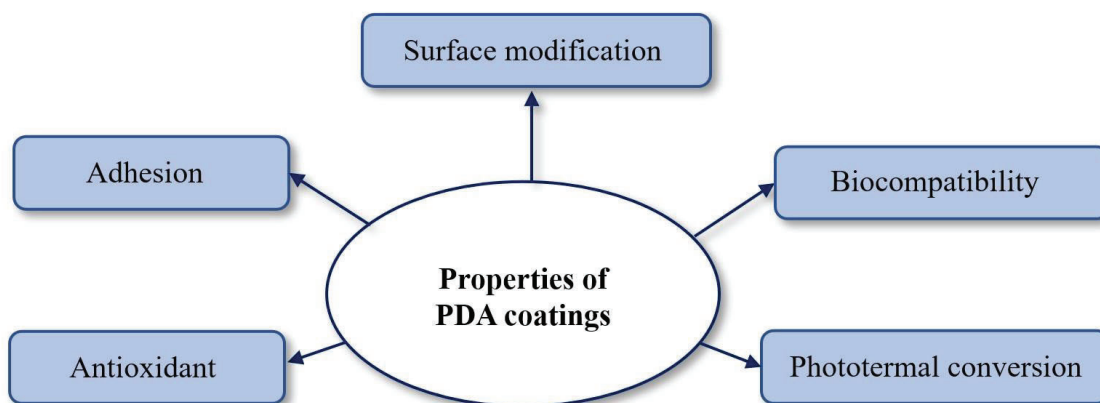 Surface modification
Adhesion
Biocompatibility
Properties of
PDA coatings
Antioxidant
Phototermal conversion